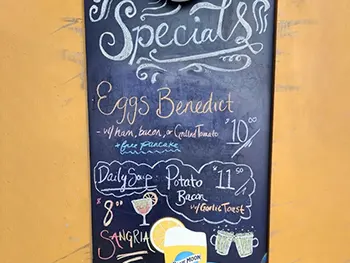 Specials
Eggs Benedict
- w/ Ham, bacon, or Grilled Tomato $10.00
+ free pancake
Daily Soup: Potato Bacon $11.50
w/ Garlic Toast
$8.00
SANGRIA
BLUE MOON